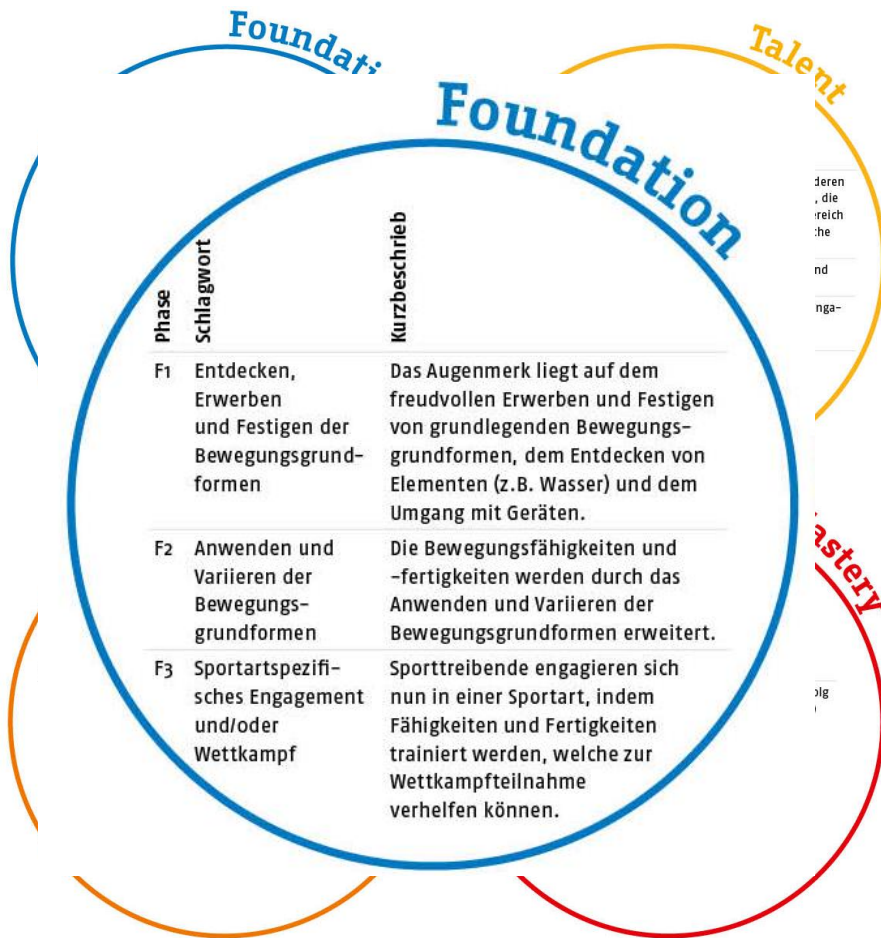 Talent
Foundation
Phase
Schlagwort
Kurzbeschrieb
F1 Entdecken, Erwerben
und Festigen der
Bewegungsgrund-
formen
Das Augenmerk liegt auf dem
freudvollen Erwerben und Festigen
von grundlegenden Bewegungs-
grundformen, dem Entdecken von
Elementen (z.B. Wasser) und dem
Umgang mit Geräten.
F2 Anwenden und
Variieren der
Bewegungs-
grundformen
Die Bewegungsfähigkeiten und
-fertigkeiten werden durch das
Anwenden und Variieren der
Bewegungsgrundformen erweitert.
F3 Sportartspezifi-
sches Engagement
und/oder
Wettkampf
Sporttreibende engagieren sich
nun in einer Sportart, indem
Fähigkeiten und Fertigkeiten
trainiert werden, welche zur
Wettkampfteilnahme
verhelfen können.
, die